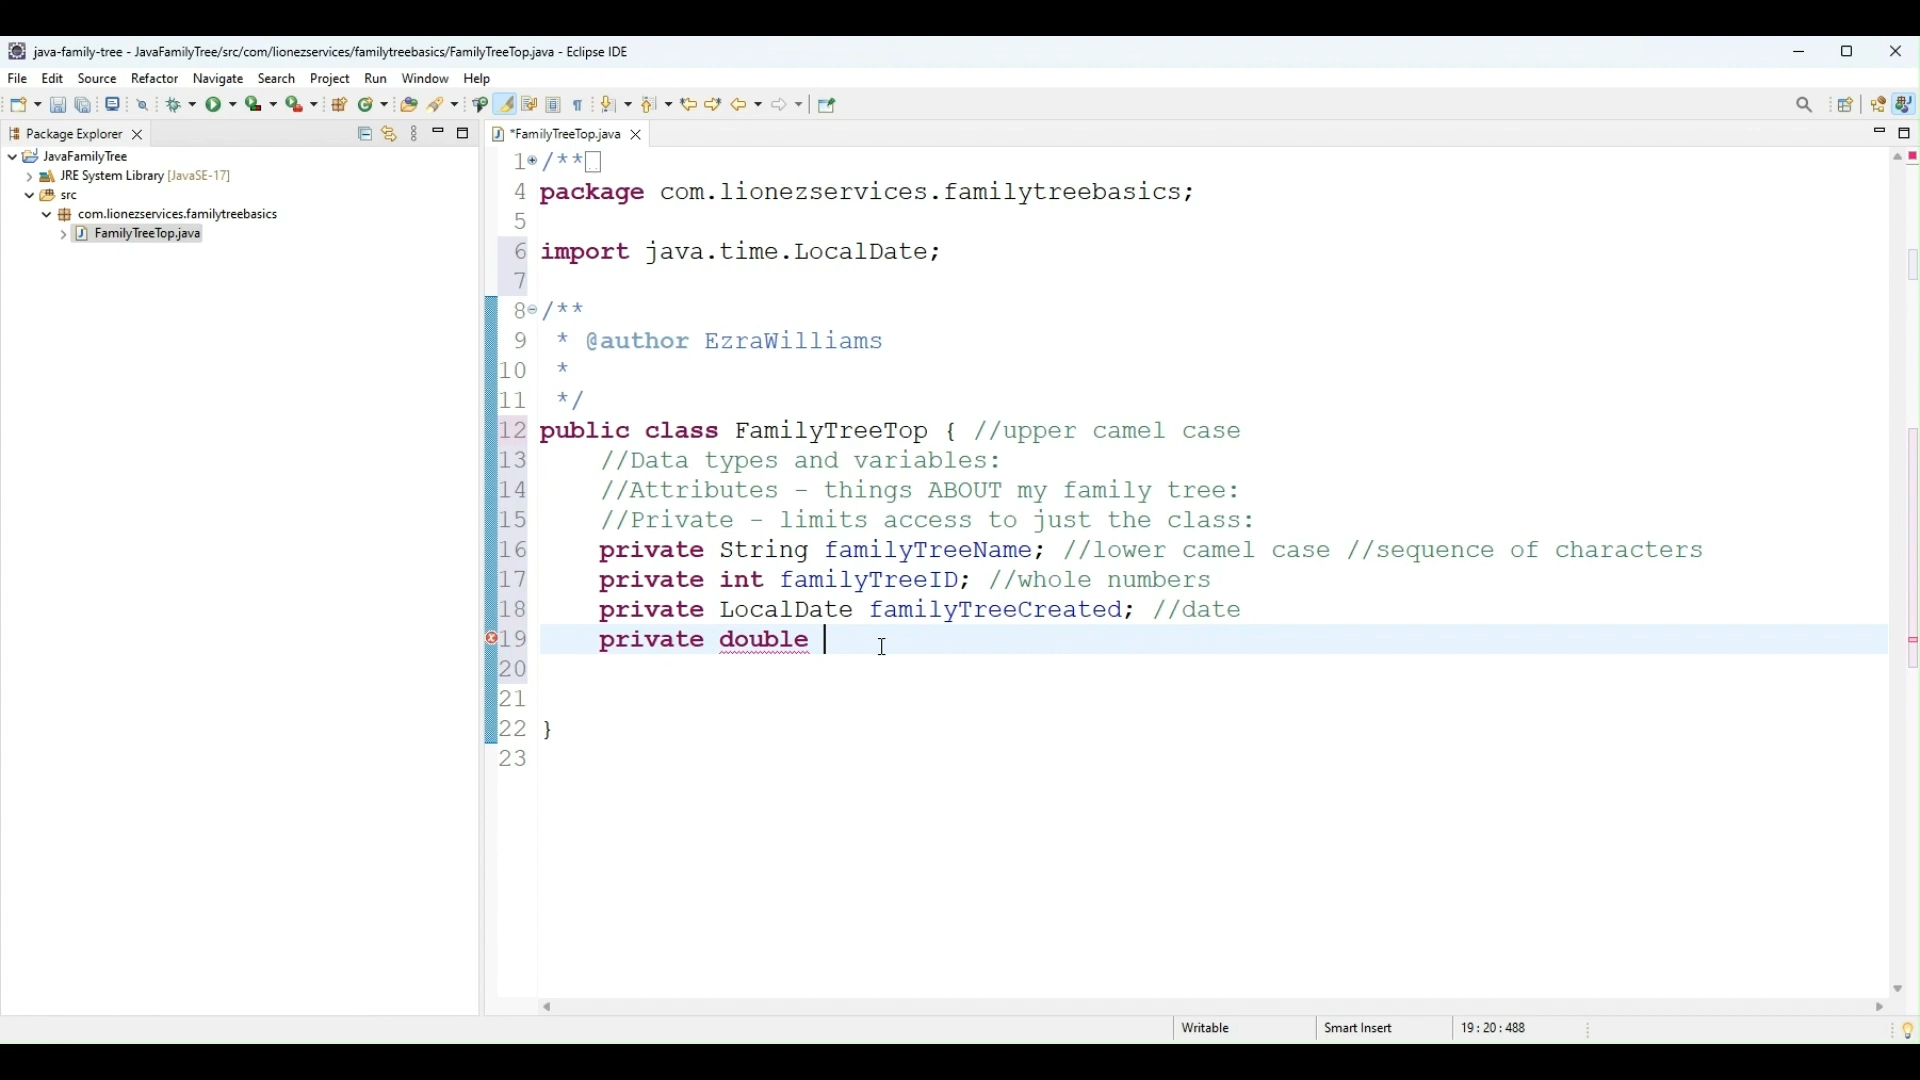 java-family-tree - JavaFamilyTree/src/com/lionezservices/familytreebasics/FamilyTreeTop.java - Eclipse IDE
File Edit Source Refactor Navigate Search Project Run Window Help
Package Explorer
*FamilyTreeTop.java
JavaFamilyTree
JRE System Library [JavaSE-17]
src
com.lionezservices.familytreebasics
FamilyTreeTop.java
1 /**
4 package com.lionezservices.familytreebasics;
5
6 import java.time.LocalDate;
7
8 /**
9  * @author EzraWilliams
10  *
11  */
12 public class FamilyTreeTop { //upper camel case
13     //Data types and variables:
14     //Attributes - things ABOUT my family tree:
15     //Private - limits access to just the class:
16     private String familyTreeName; //lower camel case //sequence of characters
17     private int familyTreeID; //whole numbers
18     private LocalDate familyTreeCreated; //date
19     private double
20
21
22 }
23
Writable Smart Insert 19 : 20 : 488